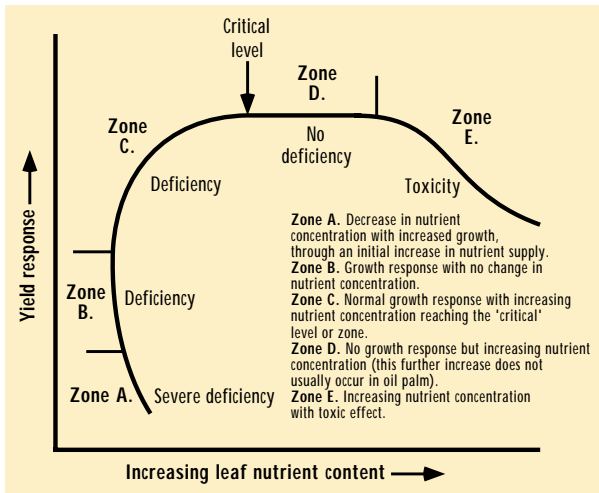 Critical
level
Zone
D.
Zone
C.
Zone
E.
No
deficiency
Deficiency
Toxicity
Yield response
Zone
B.
Deficiency
Zone A.
Severe deficiency
Zone A. Decrease in nutrient
concentration with increased growth,
through an initial increase in nutrient supply.
Zone B. Growth response with no change in
nutrient concentration.
Zone C. Normal growth response with increasing
nutrient concentration reaching the 'critical'
level or zone.
Zone D. No growth response but increasing nutrient
concentration (this further increase does not
usually occur in oil palm).
Zone E. Increasing nutrient concentration
with toxic effect.
Increasing leaf nutrient content